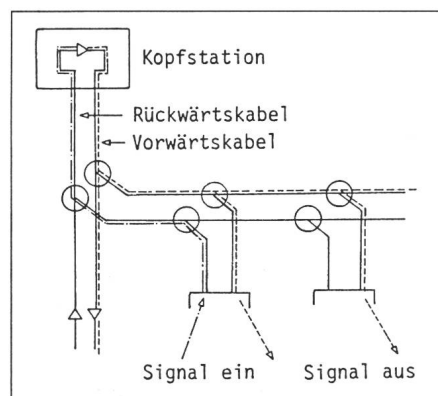 Kopfstation
Rückwärtskabel
Vorwärtskabel
Signal ein
Signal aus